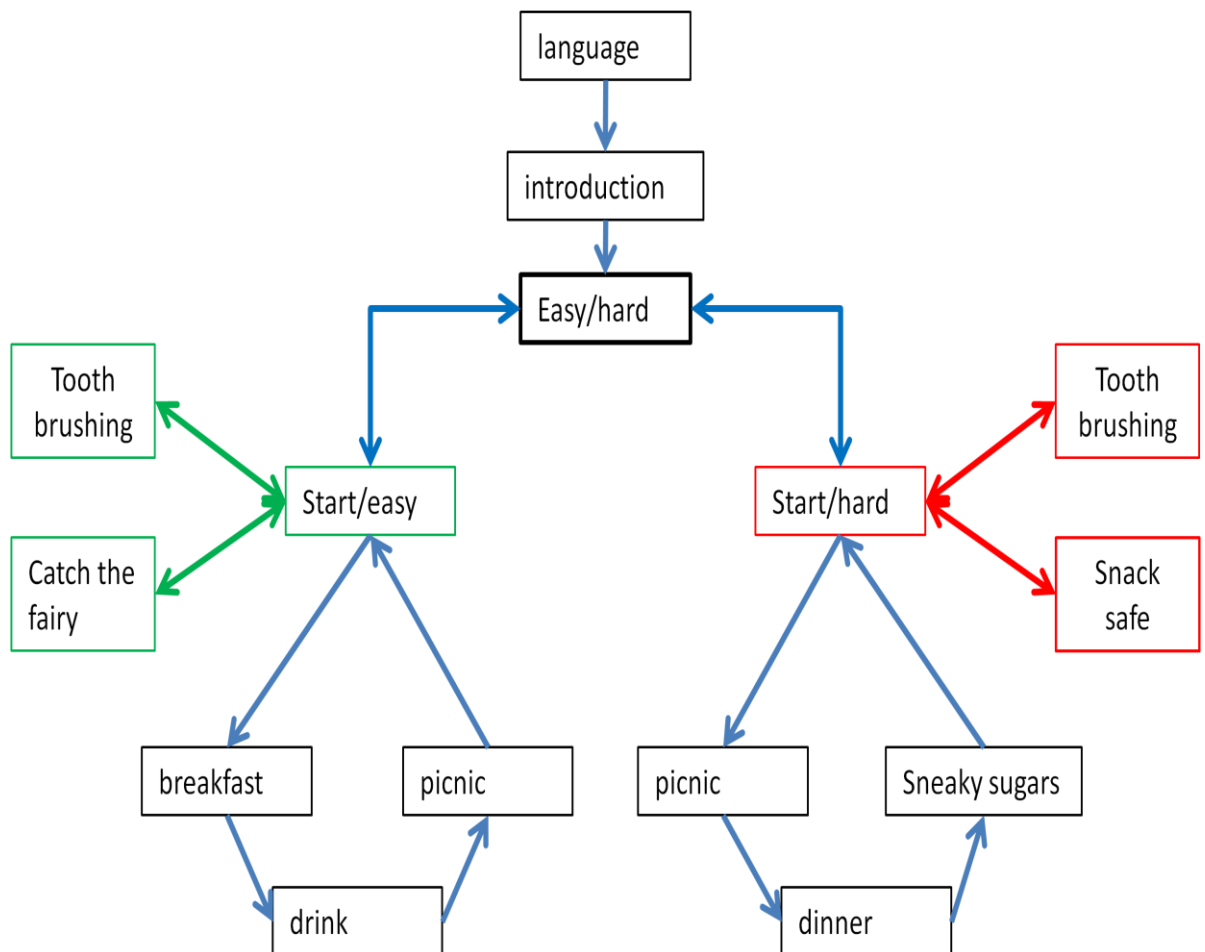 language
introduction
Easy/hard
Tooth
brushing
Tooth
brushing
Start/easy
Start/hard
Catch the
fairy
Snack
safe
breakfast
picnic
picnic
Sneaky sugars
drink
dinner